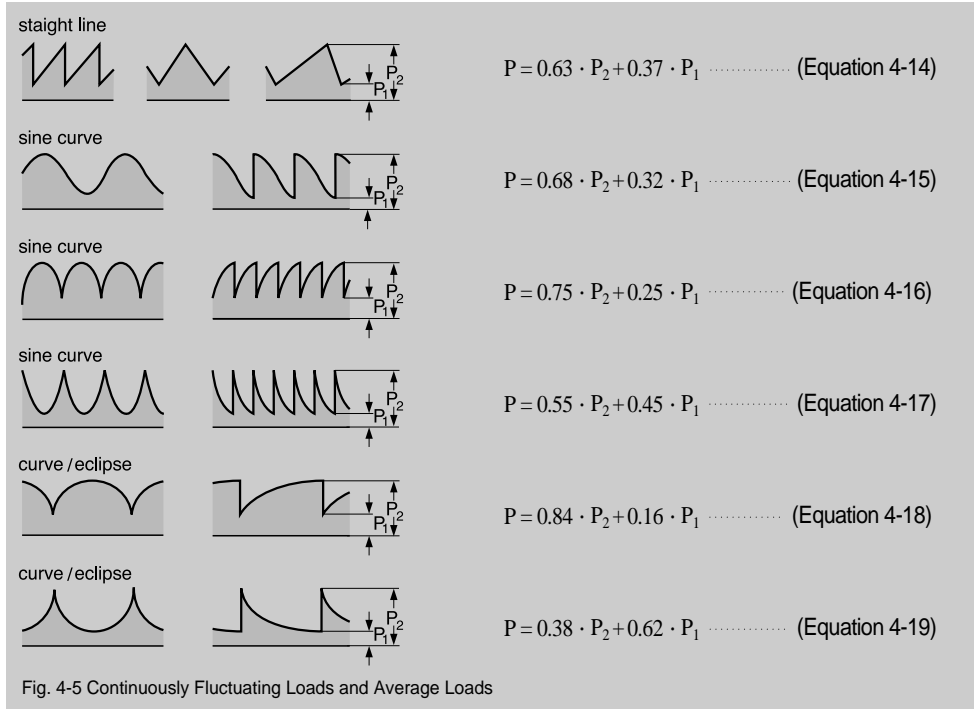 staight line
P₂
P₁
P = 0.63 · P₂ + 0.37 · P₁ ·················· (Equation 4-14)
sine curve
P₂
P₁
P = 0.68 · P₂ + 0.32 · P₁ ·············· (Equation 4-15)
sine curve
P₂
P₁
P = 0.75 · P₂ + 0.25 · P₁ ············· (Equation 4-16)
sine curve
P₂
P₁
P = 0.55 · P₂ + 0.45 · P₁ ·············· (Equation 4-17)
curve / eclipse
P₂
P₁
P = 0.84 · P₂ + 0.16 · P₁ ············· (Equation 4-18)
curve / eclipse
P₂
P₁
P = 0.38 · P₂ + 0.62 · P₁ ·············· (Equation 4-19)
Fig. 4-5 Continuously Fluctuating Loads and Average Loads